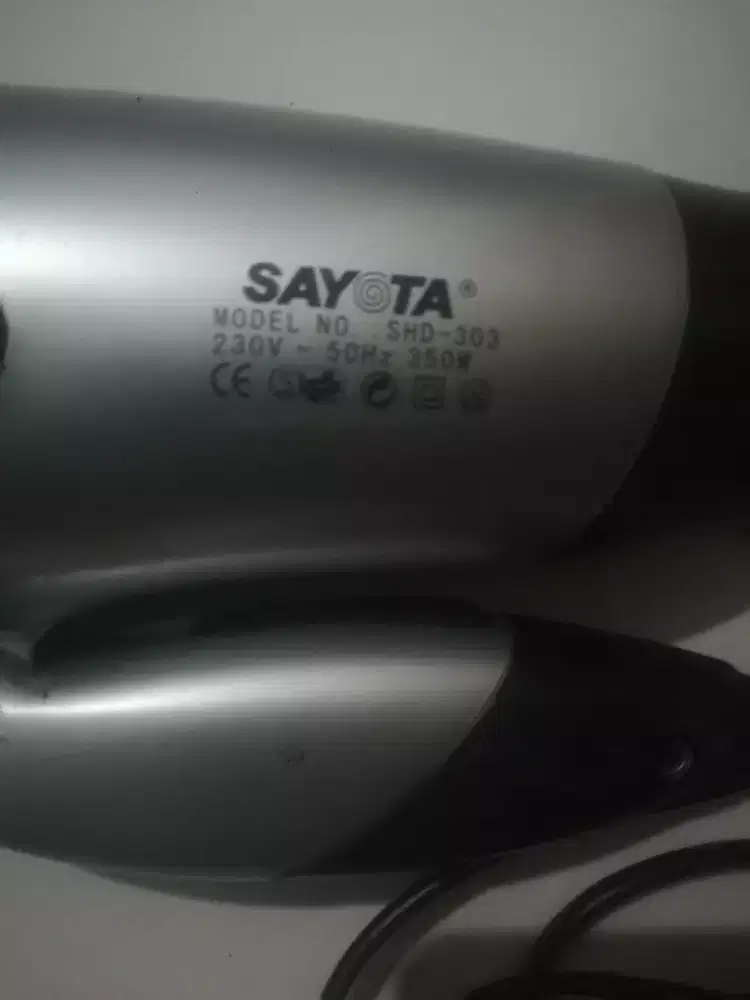 SAYOTA®
MODEL NO. SHD-303
230V ~ 50Hz 350W
CE